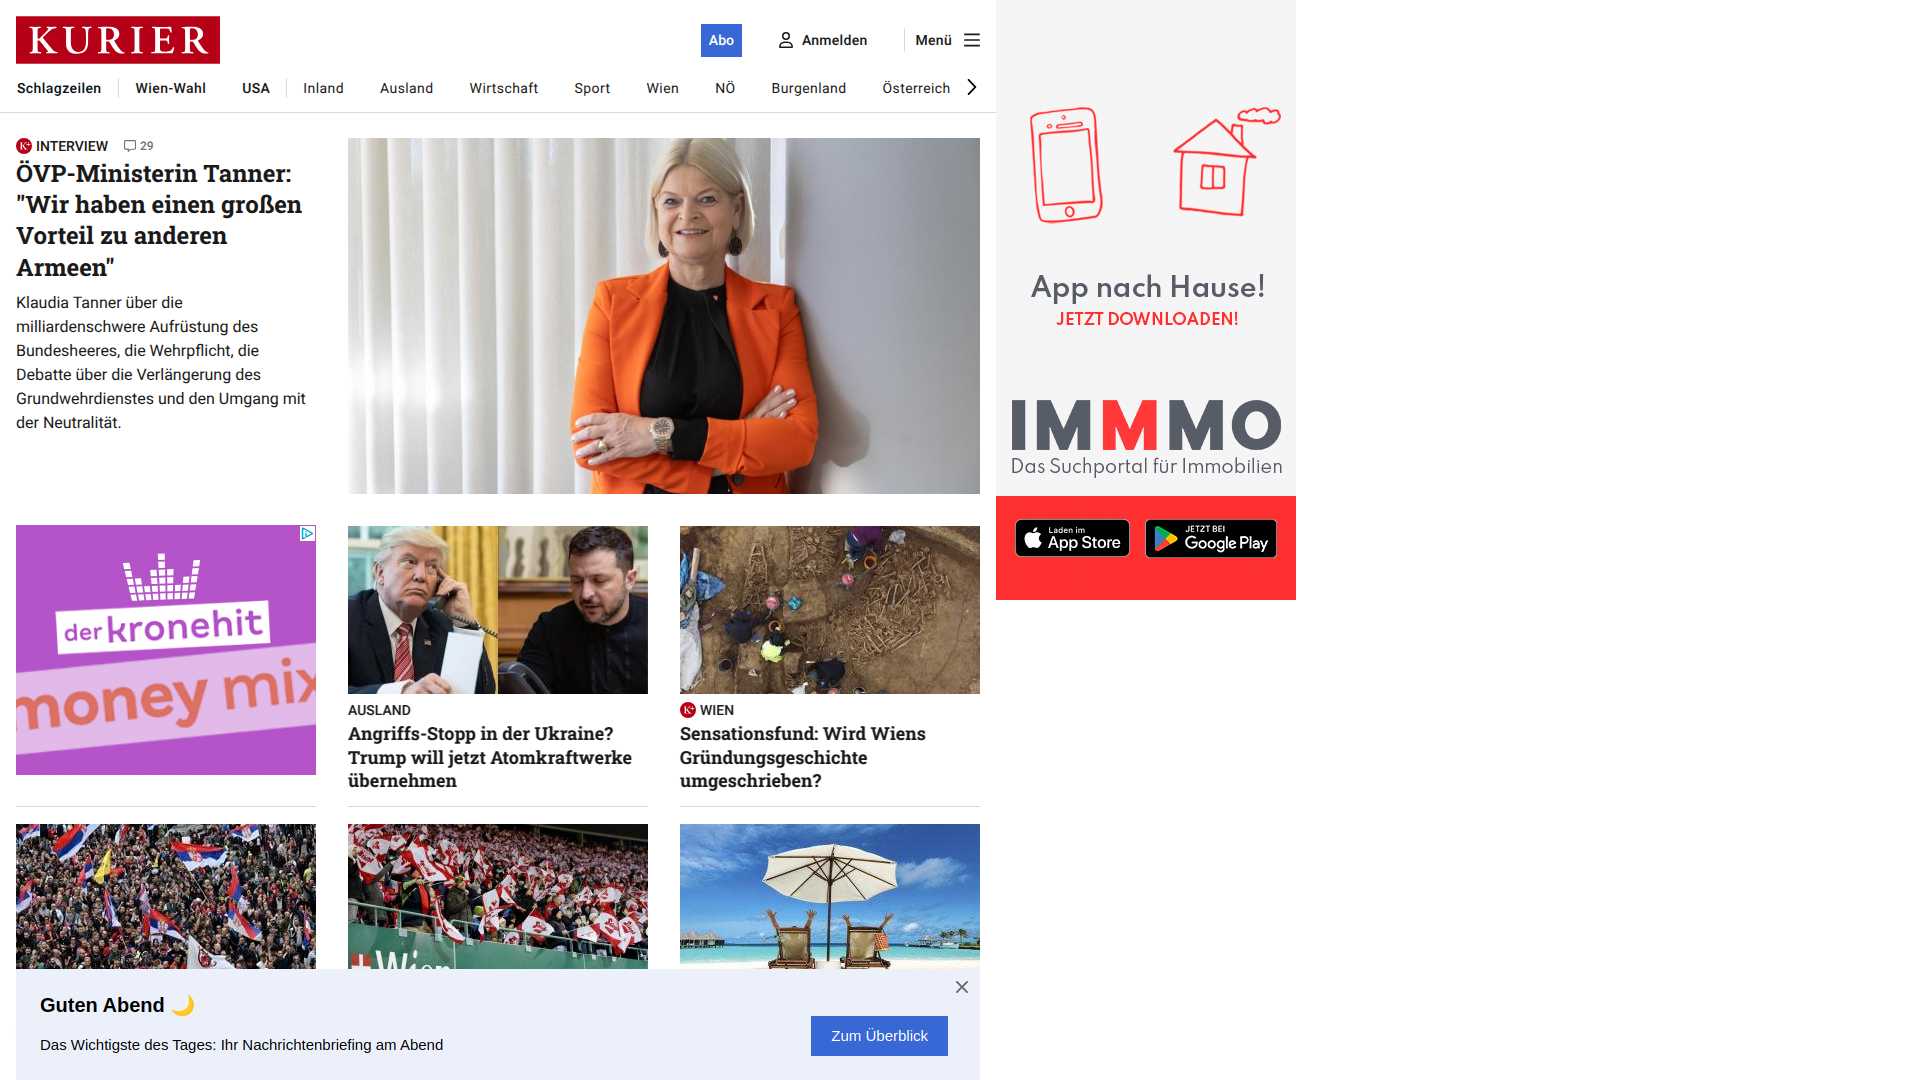 KURIER
Abo
Anmelden
Menü
Schlagzeilen
Wien-Wahl
USA
Inland
Ausland
Wirtschaft
Sport
Wien
NÖ
Burgenland
Österreich
INTERVIEW
29
ÖVP-Ministerin Tanner:
"Wir haben einen großen
Vorteil zu anderen
Armeen"
Klaudia Tanner über die
milliardenschwere Aufrüstung des
Bundesheeres, die Wehrpflicht, die
Debatte über die Verlängerung des
Grundwehrdienstes und den Umgang mit
der Neutralität.
App nach Hause!
JETZT DOWNLOADEN!
IMMMO
Das Suchportal für Immobilien
Laden im
App Store
JETZT BEI
Google Play
der kronehit
money mix
AUSLAND
Angriffs-Stopp in der Ukraine?
Trump will jetzt Atomkraftwerke
übernehmen
K+ WIEN
Sensationsfund: Wird Wiens
Gründungsgeschichte
umgeschrieben?
Wien
Guten Abend 🌙
Das Wichtigste des Tages: Ihr Nachrichtenbriefing am Abend
Zum Überblick